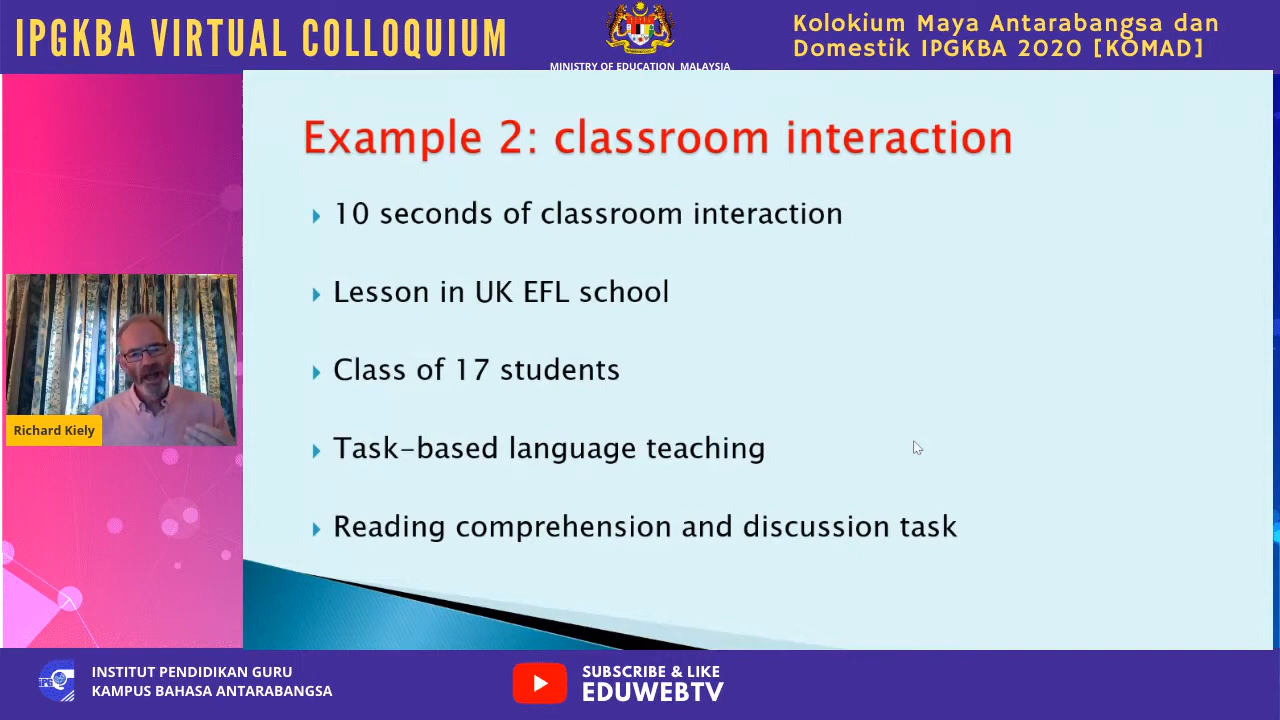 IPGKBA VIRTUAL COLLOQUIUM
MINISTRY OF EDUCATION MALAYSIA
Kolokium Maya Antarabangsa dan
Domestik IPGKBA 2020 [KOMAD]
Example 2: classroom interaction
10 seconds of classroom interaction
Lesson in UK EFL school
Class of 17 students
Task-based language teaching
Reading comprehension and discussion task
Richard Kiely
INSTITUT PENDIDIKAN GURU
KAMPUS BAHASA ANTARABANGSA
SUBSCRIBE & LIKE
EDUWEBTV